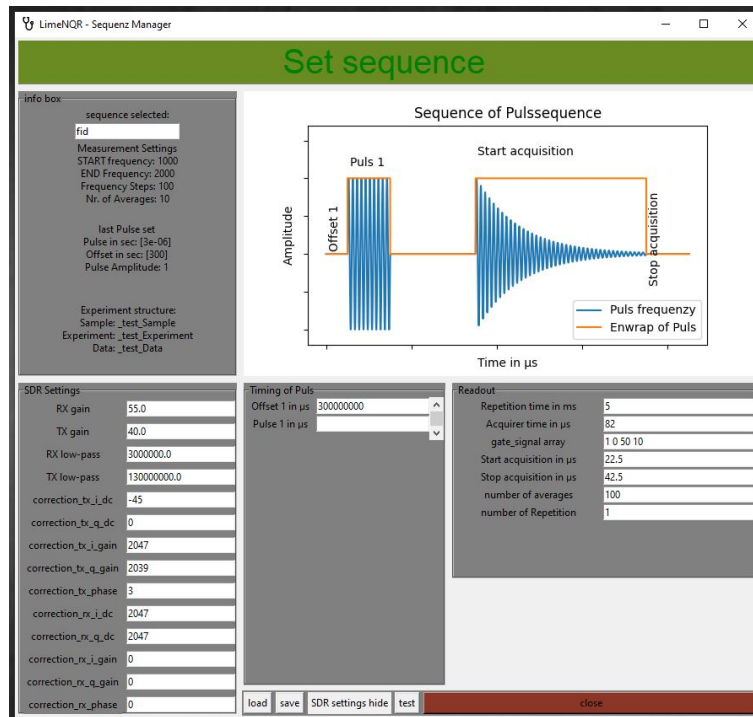 LimeNQR - Sequenz Manager
Set sequence
info box
sequence selected:
fid
Measurement Settings
START frequency: 1000
END Frequency: 2000
Frequency Steps: 100
Nr. of Averages: 10
last Pulse set
Pulse in sec: [3e-06]
Offset in sec: [300]
Pulse Amplitude: 1
Experiment structure:
Sample: _test_Sample
Experiment: _test_Experiment
Data: _test_Data
Sequence of Pulssequence
Amplitude
Offset 1
Puls 1
Start acquisition
Stop acquisition
Puls frequenzy
Enwrap of Puls
Time in µs
SDR Settings
RX gain 55.0
TX gain 40.0
RX low-pass 3000000.0
TX low-pass 130000000.0
correction_tx_i_dc -45
correction_tx_q_dc 0
correction_tx_i_gain 2047
correction_tx_q_gain 2039
correction_tx_phase 3
correction_rx_i_dc 2047
correction_rx_q_dc 2047
correction_rx_i_gain 0
correction_rx_q_gain 0
correction_rx_phase 0
Timing of Puls
Offset 1 in µs 300000000
Pulse 1 in µs
Readout
Repetition time in ms 5
Acquirer time in µs 82
gate_signal array 1 0 50 10
Start acquisition in µs 22.5
Stop acquisition in µs 42.5
number of averages 100
number of Repetition 1
load save SDR settings hide test close